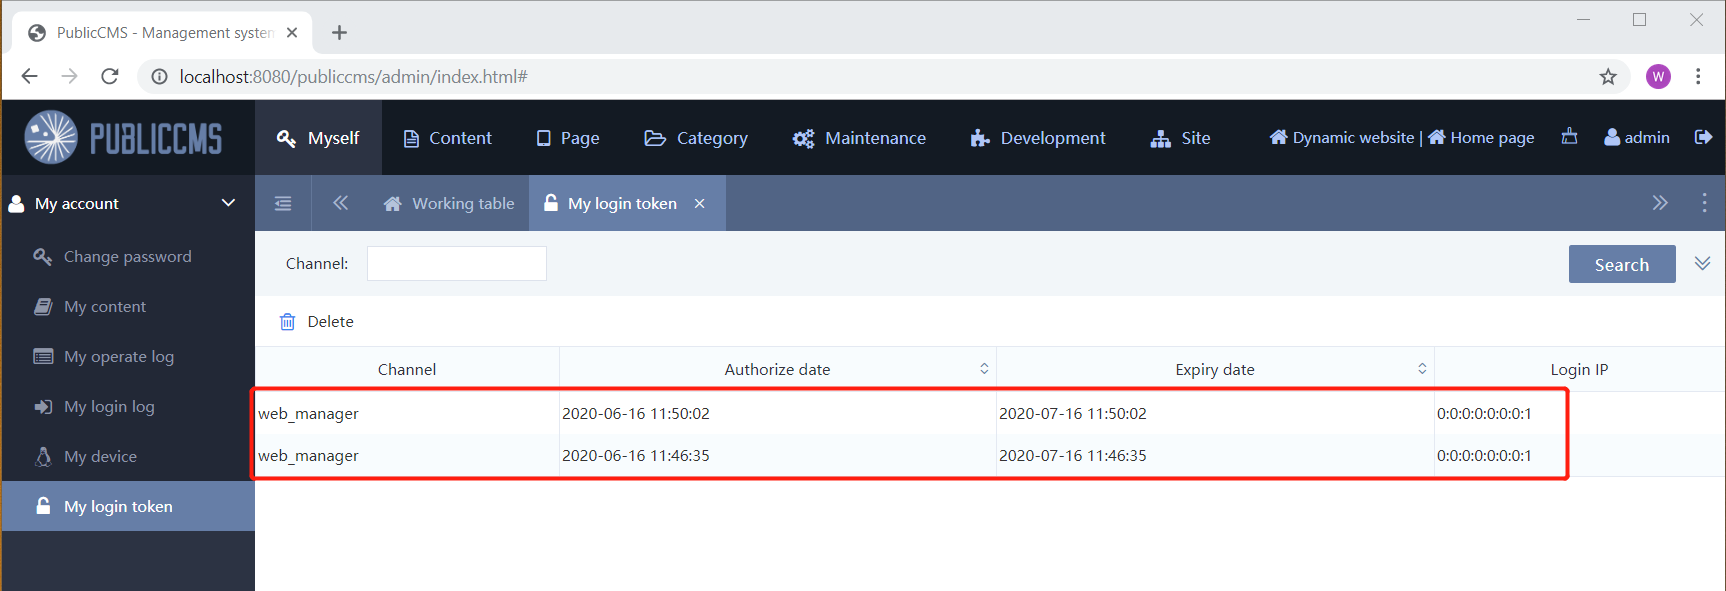 PublicCMS - Management system
localhost:8080/publiccms/admin/index.html#
W
PUBLICCMS
Myself Content Page Category Maintenance Development Site Dynamic website | Home page admin
My account
Working table My login token
Change password
My content
My operate log
My login log
My device
My login token
Channel: Search
Delete
Channel Authorize date Expiry date Login IP
web_manager 2020-06-16 11:50:02 2020-07-16 11:50:02 0:0:0:0:0:0:0:1
web_manager 2020-06-16 11:46:35 2020-07-16 11:46:35 0:0:0:0:0:0:0:1